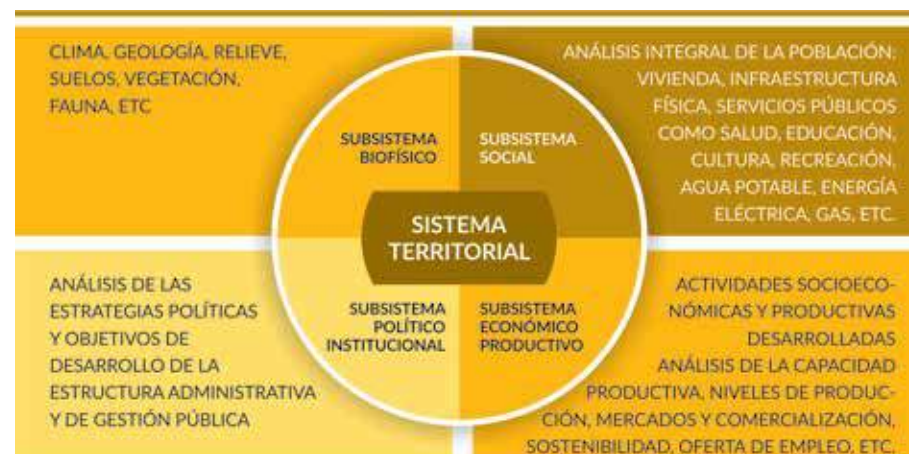 CLIMA, GEOLOGÍA, RELIEVE,
SUELOS, VEGETACIÓN,
FAUNA, ETC
SUBSISTEMA
BIOFÍSICO
ANÁLISIS INTEGRAL DE LA POBLACIÓN,
VIVIENDA, INFRAESTRUCTURA
FÍSICA, SERVICIOS PÚBLICOS
COMO SALUD, EDUCACIÓN,
CULTURA, RECREACIÓN,
AGUA POTABLE, ENERGÍA
ELÉCTRICA, GAS, ETC.
SUBSISTEMA
SOCIAL
SISTEMA
TERRITORIAL
ANÁLISIS DE LAS
ESTRATEGIAS POLÍTICAS
Y OBJETIVOS DE
DESARROLLO DE LA
ESTRUCTURA ADMINISTRATIVA
Y DE GESTIÓN PÚBLICA
SUBSISTEMA
POLÍTICO
INSTITUCIONAL
SUBSISTEMA
ECONÓMICO
PRODUCTIVO
ACTIVIDADES SOCIOECO-
NÓMICAS Y PRODUCTIVAS
DESARROLLADAS
ANÁLISIS DE LA CAPACIDAD
PRODUCTIVA, NIVELES DE PRODUC-
CIÓN, MERCADOS Y COMERCIALIZACIÓN,
SOSTENIBILIDAD, OFERTA DE EMPLEO, ETC.